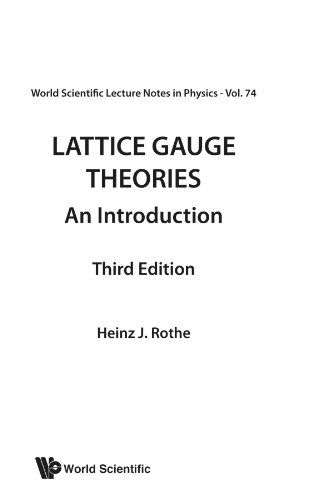 World Scientific Lecture Notes in Physics - Vol. 74
LATTICE GAUGE
THEORIES
An Introduction
Third Edition
Heinz J. Rothe
World Scientific